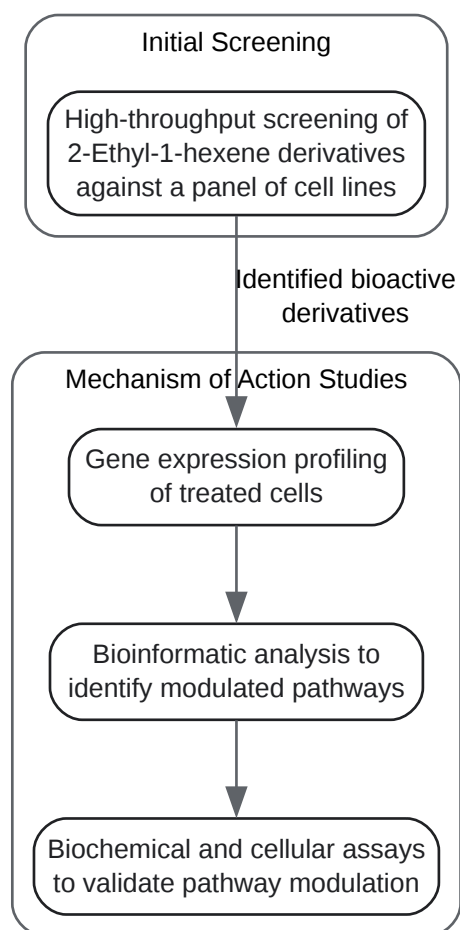 Initial Screening
High-throughput screening of
2-Ethyl-1-hexene derivatives
against a panel of cell lines
Identified bioactive
derivatives
Mechanism of Action Studies
Gene expression profiling
of treated cells
Bioinformatic analysis to
identify modulated pathways
Biochemical and cellular assays
to validate pathway modulation